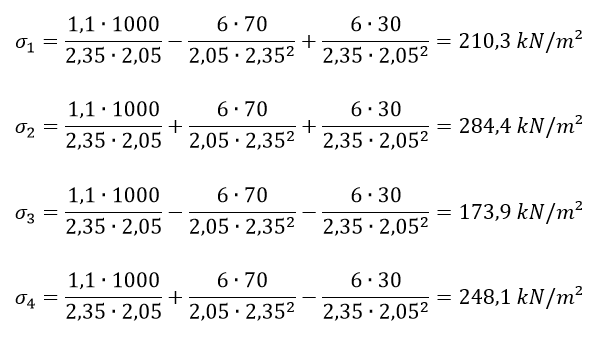 σ₁ = 1,1 · 1000 / 2,35 · 2,05 − 6 · 70 / 2,05 · 2,35² + 6 · 30 / 2,35 · 2,05² = 210,3 kN/m²
σ₂ = 1,1 · 1000 / 2,35 · 2,05 + 6 · 70 / 2,05 · 2,35² + 6 · 30 / 2,35 · 2,05² = 284,4 kN/m²
σ₃ = 1,1 · 1000 / 2,35 · 2,05 − 6 · 70 / 2,05 · 2,35² − 6 · 30 / 2,35 · 2,05² = 173,9 kN/m²
σ₄ = 1,1 · 1000 / 2,35 · 2,05 + 6 · 70 / 2,05 · 2,35² − 6 · 30 / 2,35 · 2,05² = 248,1 kN/m²